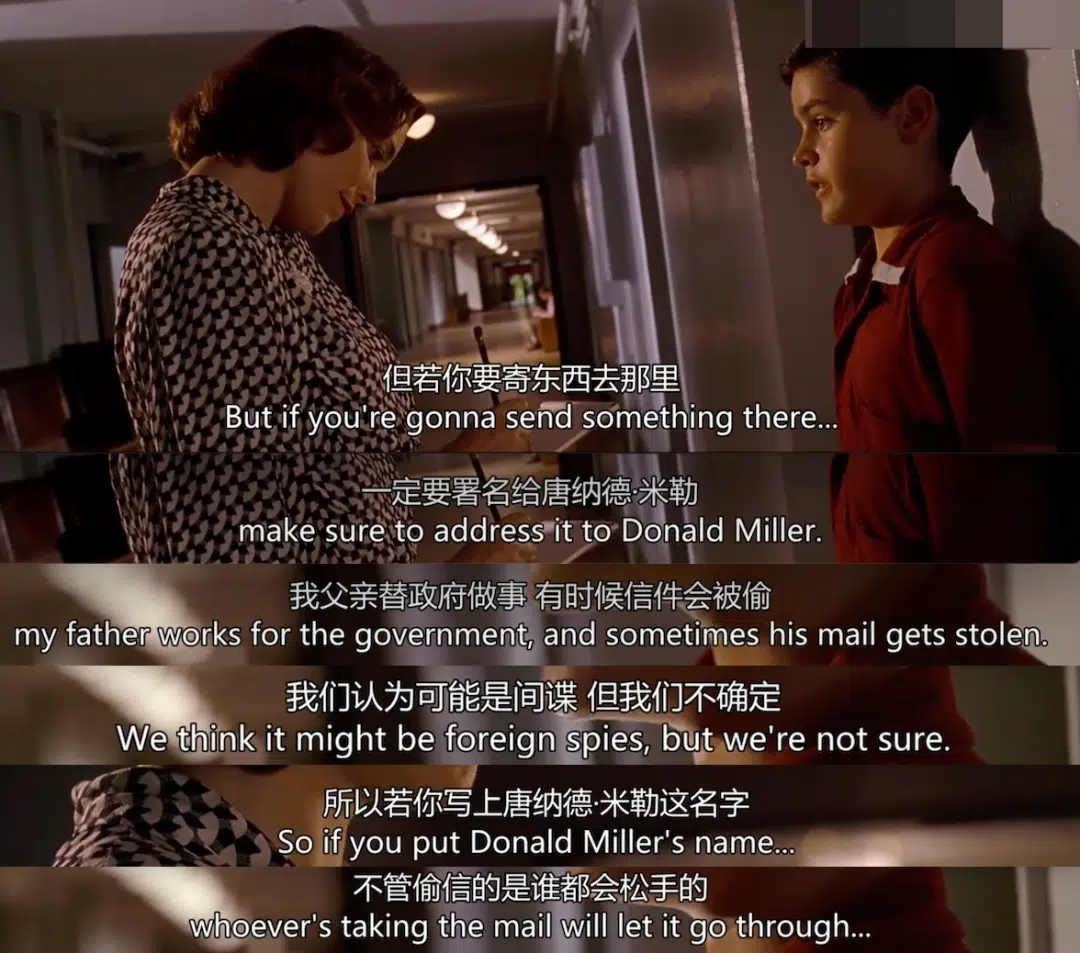 但若你要寄东西去那里
But if you're gonna send something there...
一定要署名给唐纳德·米勒
make sure to address it to Donald Miller.
我父亲替政府做事 有时候信件会被偷
my father works for the government, and sometimes his mail gets stolen.
我们认为可能是间谍 但我们不确定
We think it might be foreign spies, but we're not sure.
所以若你写上唐纳德·米勒这名字
So if you put Donald Miller's name...
不管偷信的是谁都会松手的
whoever's taking the mail will let it go through...